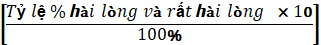 [Tỷ lệ % hài lòng và rất hài lòng × 10
100%]